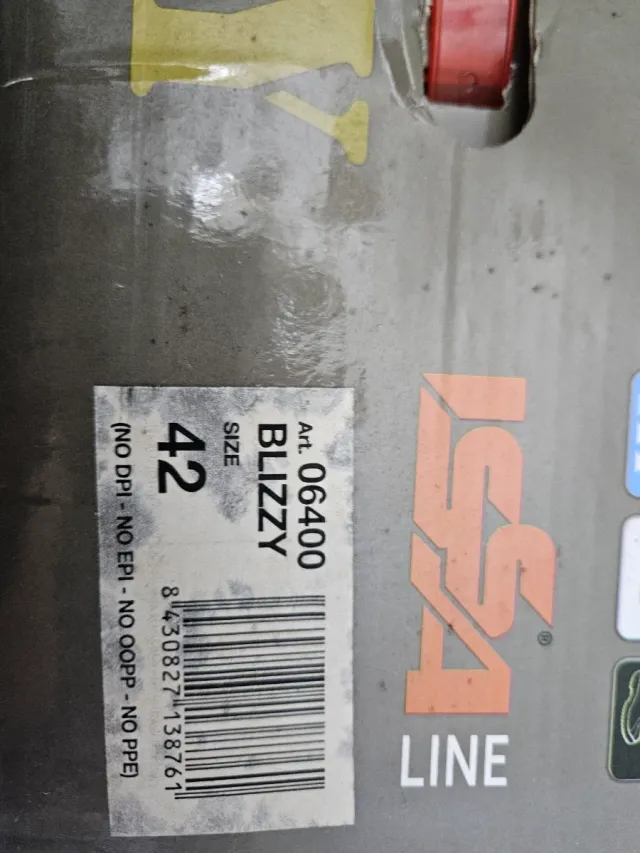 Art. 06400
BLIZZY
SIZE
42
(NO DPI - NO EPI - NO OOPP - NO PPE)
8 430827 138761
ISSA®
LINE